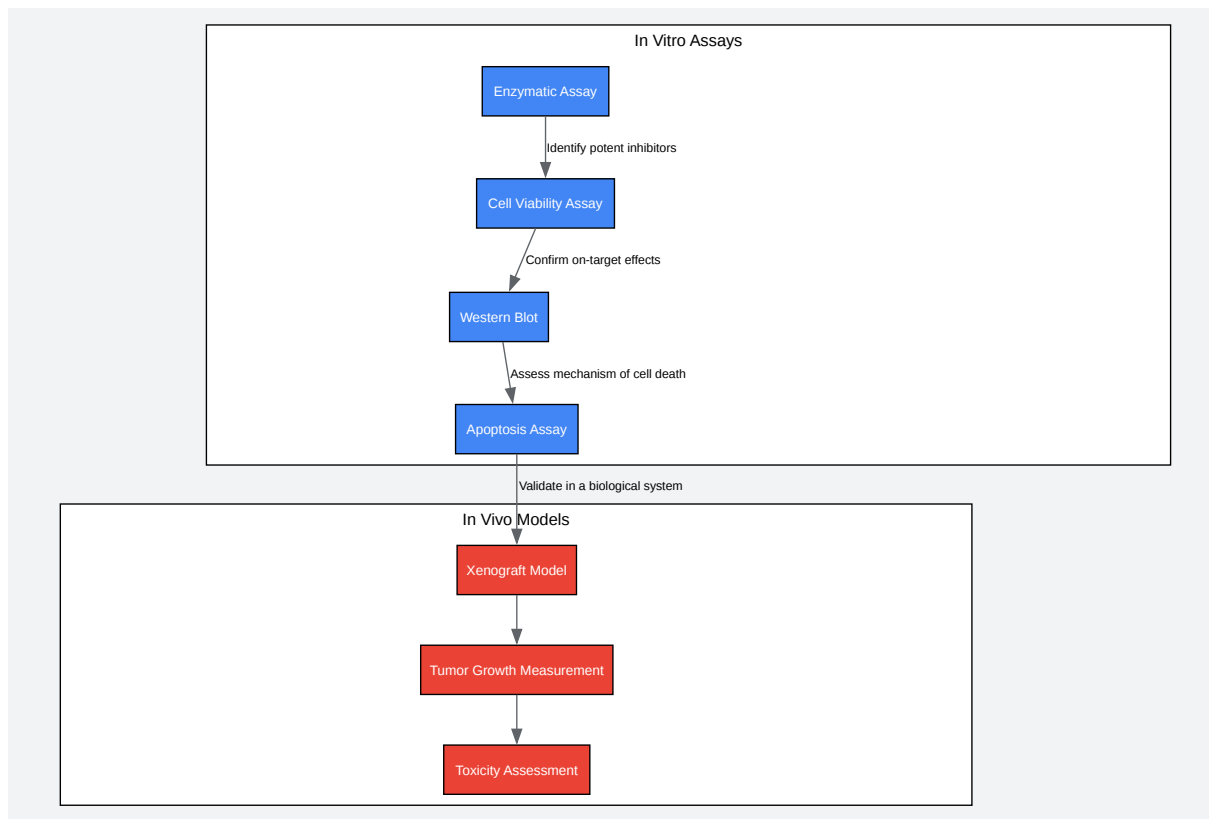 In Vitro Assays
Enzymatic Assay
Identify potent inhibitors
Cell Viability Assay
Confirm on-target effects
Western Blot
Assess mechanism of cell death
Apoptosis Assay
Validate in a biological system
In Vivo Models
Xenograft Model
Tumor Growth Measurement
Toxicity Assessment